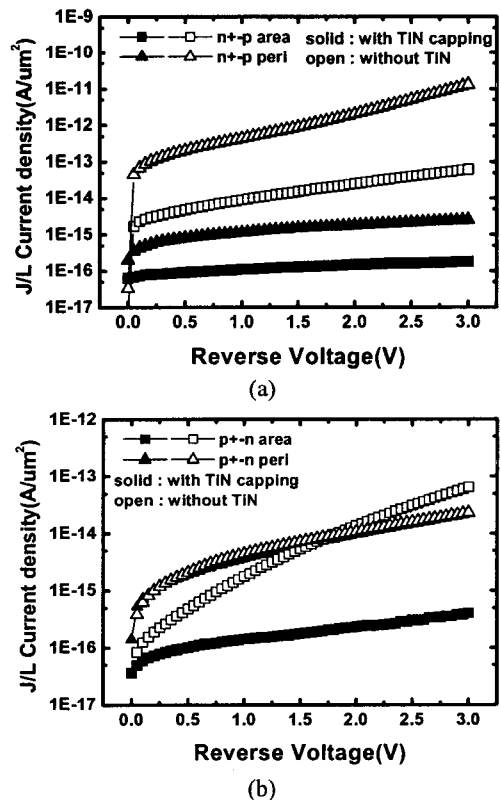 n+-p area solid : with TiN capping
n+-p peri open : without TiN
J/L Current density(A/um²)
1E-9
1E-10
1E-11
1E-12
1E-13
1E-14
1E-15
1E-16
1E-17
0.0 0.5 1.0 1.5 2.0 2.5 3.0
Reverse Voltage(V)
(a)
p+-n area
p+-n peri
solid : with TiN capping
open : without TiN
J/L Current density(A/um²)
1E-12
1E-13
1E-14
1E-15
1E-16
1E-17
0.0 0.5 1.0 1.5 2.0 2.5 3.0
Reverse Voltage(V)
(b)